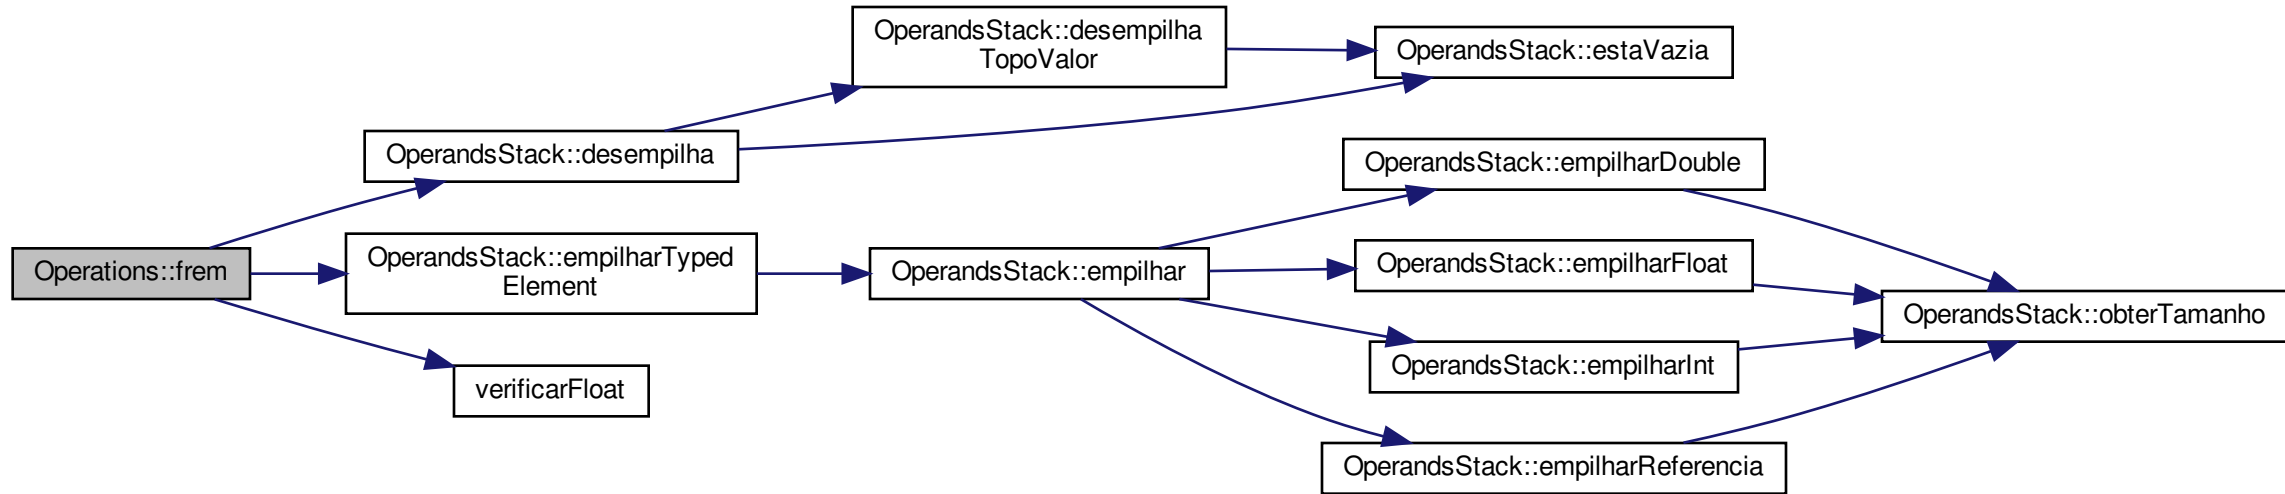 Operations::frem
OperandsStack::desempilha
OperandsStack::desempilha
TopoValor
OperandsStack::estaVazia
OperandsStack::empilharTyped
Element
OperandsStack::empilhar
OperandsStack::empilharDouble
OperandsStack::empilharFloat
OperandsStack::empilharInt
OperandsStack::empilharReferencia
OperandsStack::obterTamanho
verificarFloat